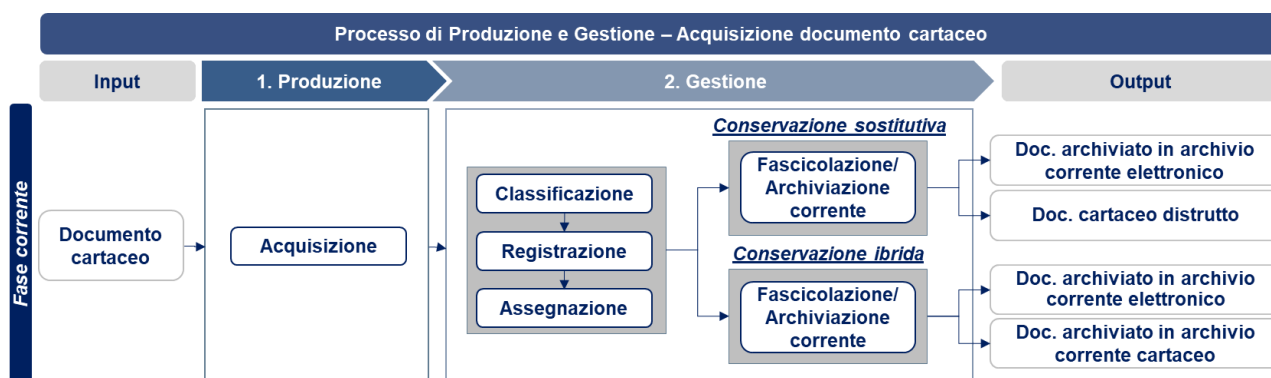 Processo di Produzione e Gestione – Acquisizione documento cartaceo
Input
1. Produzione
2. Gestione
Output
Fase corrente
Documento
cartaceo
Acquisizione
Classificazione
Registrazione
Assegnazione
Conservazione sostitutiva
Fascicolazione/
Archiviazione
corrente
Conservazione ibrida
Fascicolazione/
Archiviazione
corrente
Doc. archiviato in archivio
corrente elettronico
Doc. cartaceo distrutto
Doc. archiviato in archivio
corrente elettronico
Doc. archiviato in archivio
corrente cartaceo